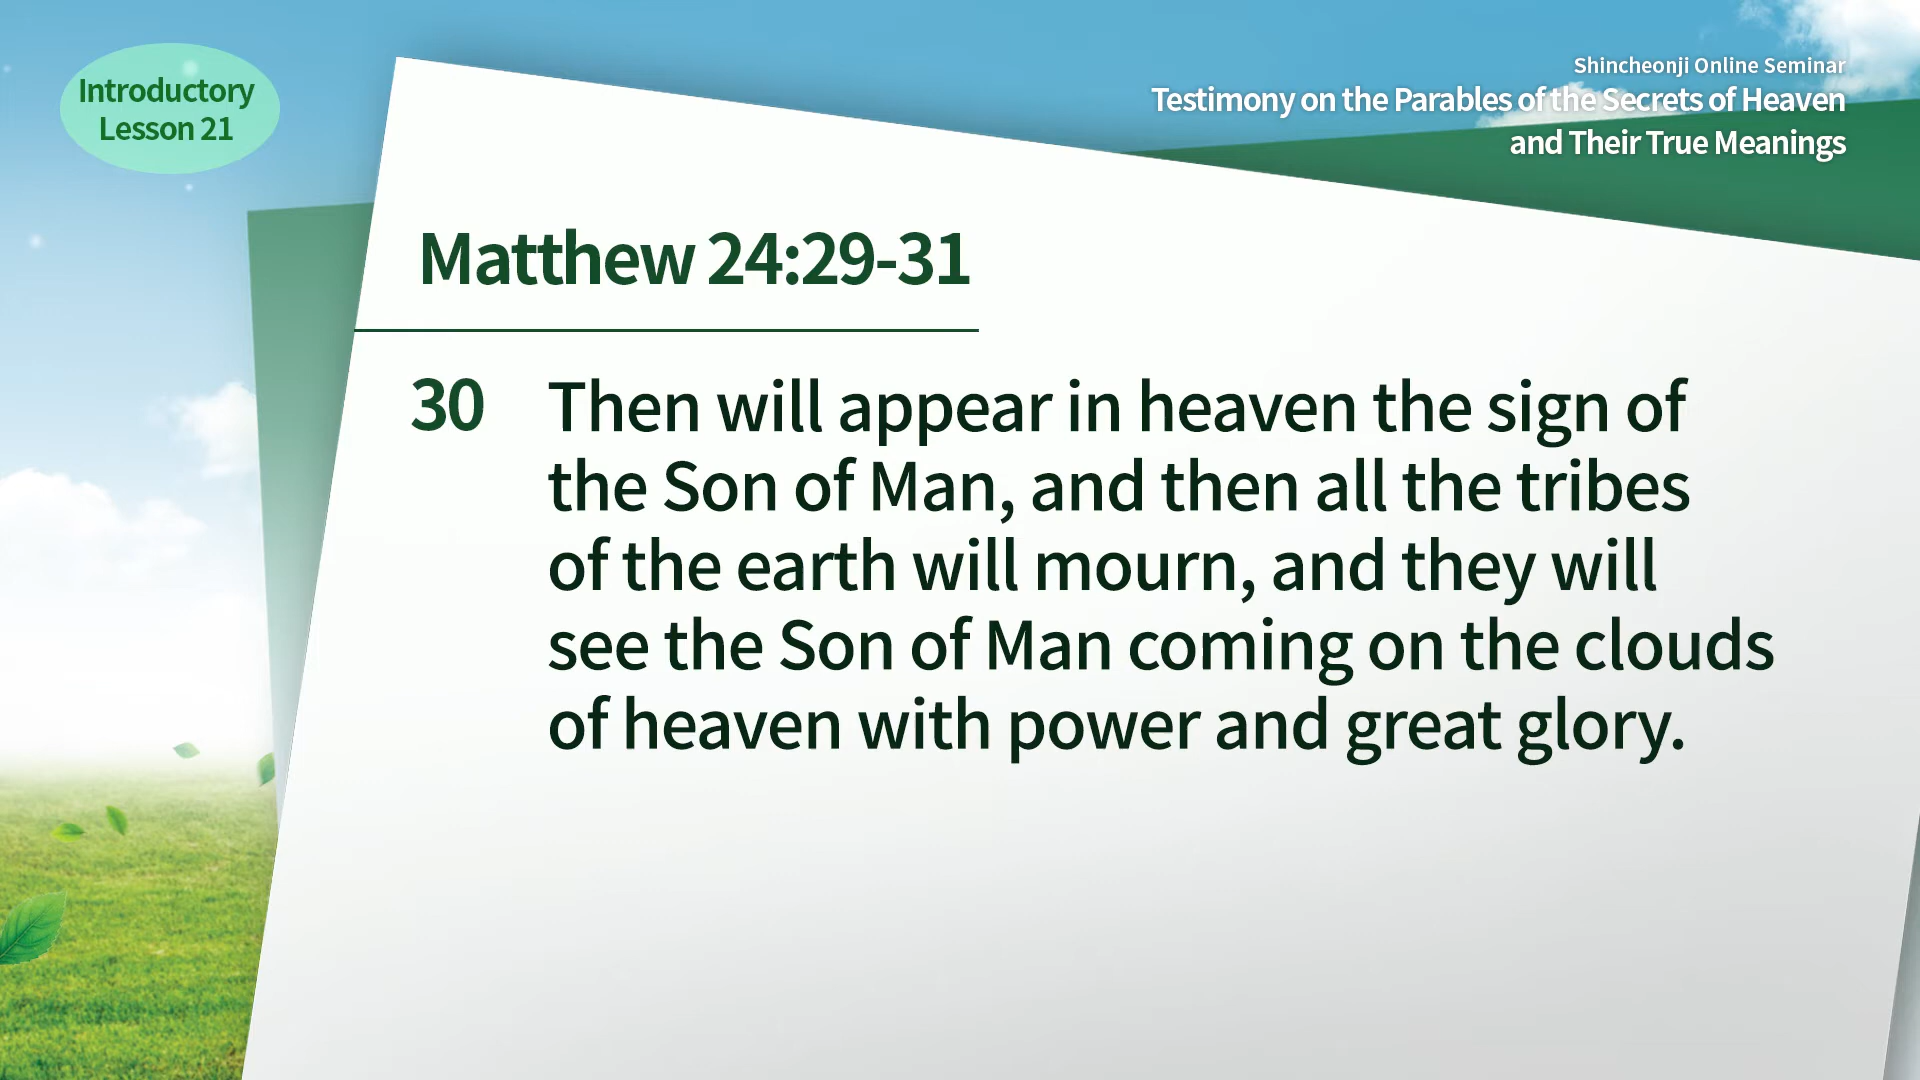 Introductory
Lesson 21
Shincheonji Online Seminar
Testimony on the Parables of the Secrets of Heaven
and Their True Meanings
Matthew 24:29-31
30 Then will appear in heaven the sign of
the Son of Man, and then all the tribes
of the earth will mourn, and they will
see the Son of Man coming on the clouds
of heaven with power and great glory.